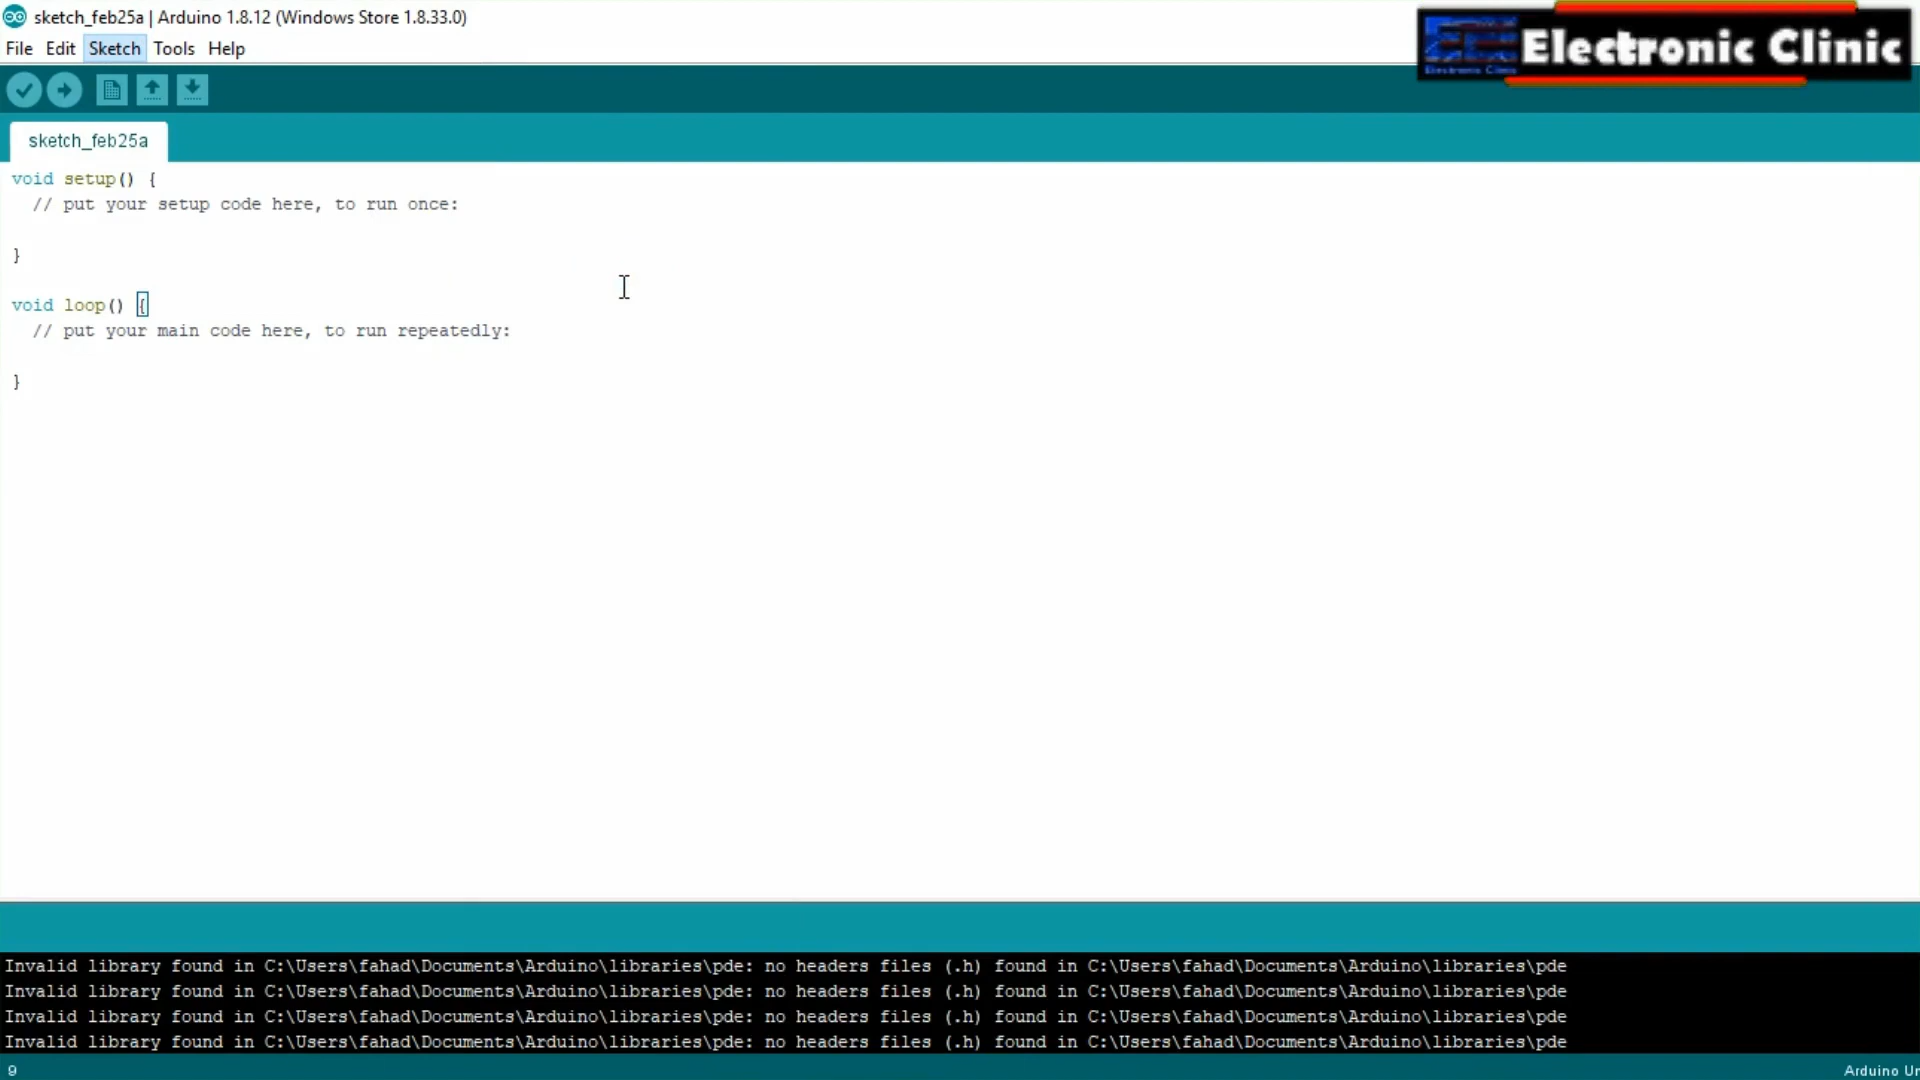 sketch_feb25a | Arduino 1.8.12 (Windows Store 1.8.33.0)
File Edit Sketch Tools Help
Electronic Clinic
Electronic Clinic
sketch_feb25a
void setup() {
// put your setup code here, to run once:
}
void loop() {
// put your main code here, to run repeatedly:
}
Invalid library found in C:\Users\fahad\Documents\Arduino\libraries\pde: no headers files (.h) found in C:\Users\fahad\Documents\Arduino\libraries\pde
Invalid library found in C:\Users\fahad\Documents\Arduino\libraries\pde: no headers files (.h) found in C:\Users\fahad\Documents\Arduino\libraries\pde
Invalid library found in C:\Users\fahad\Documents\Arduino\libraries\pde: no headers files (.h) found in C:\Users\fahad\Documents\Arduino\libraries\pde
Invalid library found in C:\Users\fahad\Documents\Arduino\libraries\pde: no headers files (.h) found in C:\Users\fahad\Documents\Arduino\libraries\pde
9
Arduino Un